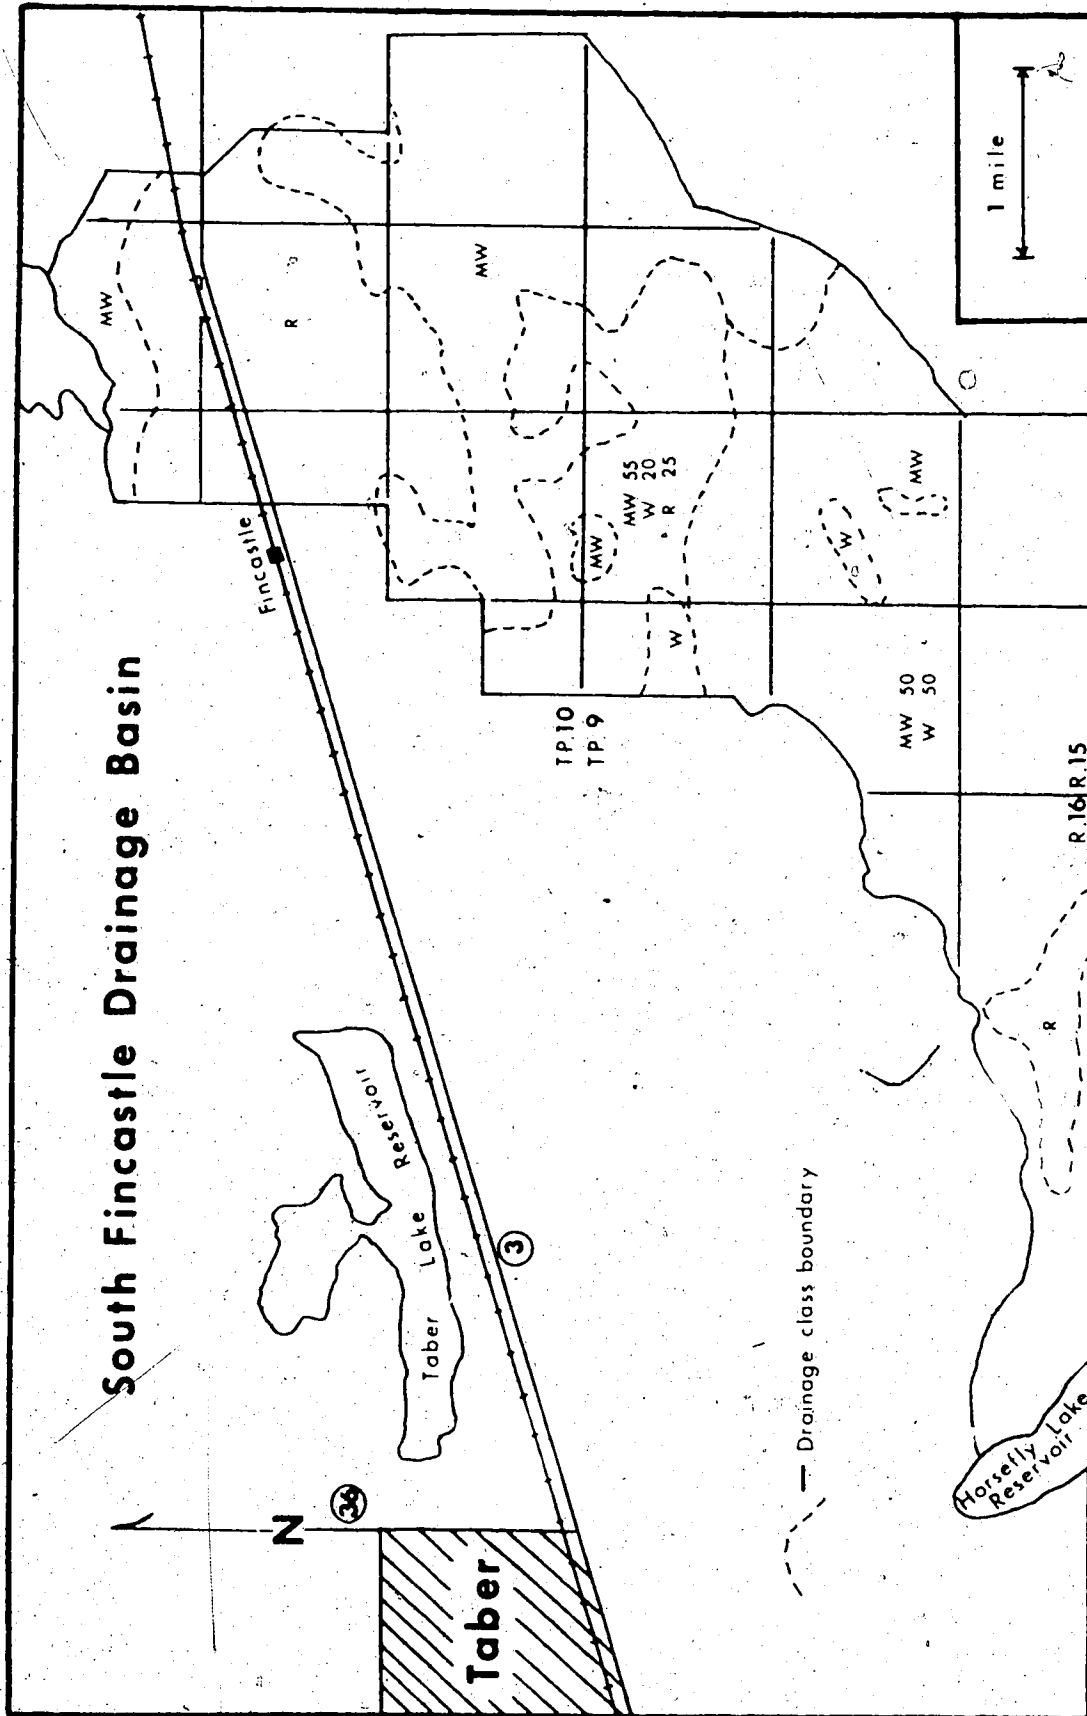 South Fincastle Drainage Basin
N
36
Taber
Taber Lake Reservoir
3
Fincastle
MW
R
MW
TP.10
TP.9
MW
MW 55
W 20
R 25
W
W
MW
MW 50
W 50
R.16 R.15
R
Drainage class boundary
Horsefly Lake
Reservoir
1 mile